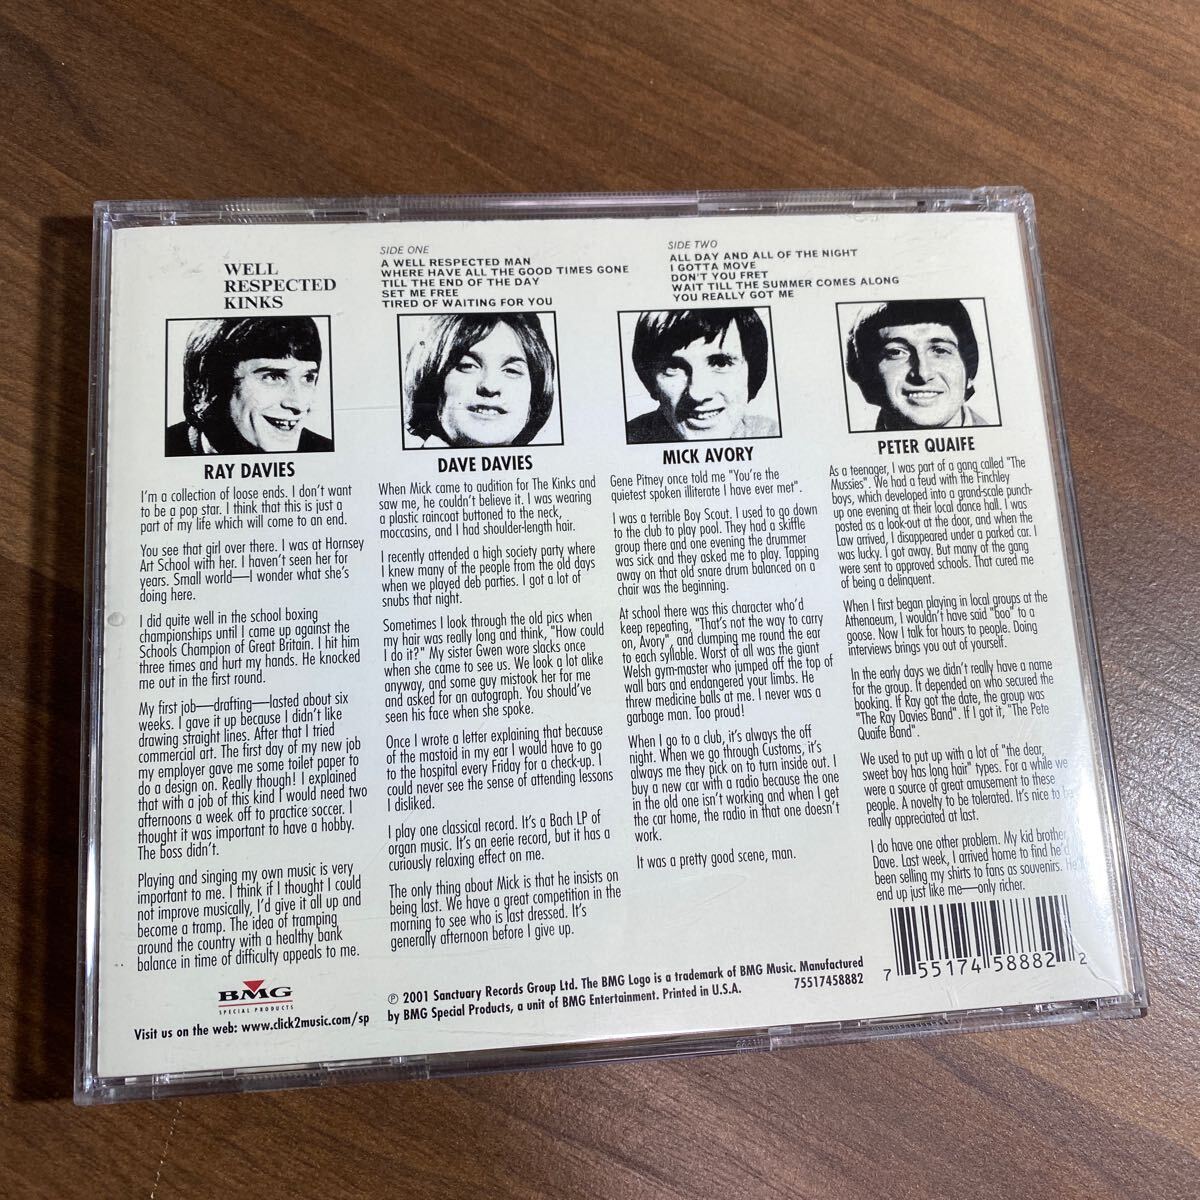 WELL
RESPECTED
KINKS
SIDE ONE
A WELL RESPECTED MAN
WHERE HAVE ALL THE GOOD TIMES GONE
TILL THE END OF THE DAY
SET ME FREE
TIRED OF WAITING FOR YOU
SIDE TWO
ALL DAY AND ALL OF THE NIGHT
I GOTTA MOVE
DON'T YOU FRET
WAIT TILL THE SUMMER COMES ALONG
YOU REALLY GOT ME
RAY DAVIES
I'm a collection of loose ends. I don't want
to be a pop star. I think that this is just a
part of my life which will come to an end.
You see that girl over there. I was at Hornsey
Art School with her. I haven't seen her for
years. Small world—I wonder what she's
doing here.
I did quite well in the school boxing
championships until I came up against the
Schools Champion of Great Britain. I hit him
three times and hurt my hands. He knocked
me out in the first round.
My first job—drafting—lasted about six
weeks. I gave it up because I didn't like
drawing straight lines. After that I tried
commercial art. The first day of my new job
my employer gave me some toilet paper to
do a design on. Really though! I explained
that with a job of this kind I would need two
afternoons a week off to practice soccer. I
thought it was important to have a hobby.
The boss didn't.
Playing and singing my own music is very
important to me. I think if I thought I could
not improve musically, I'd give it all up and
become a tramp. The idea of tramping
around the country with a healthy bank
balance in time of difficulty appeals to me.
DAVE DAVIES
When Mick came to audition for The Kinks and
saw me, he couldn't believe it. I was wearing
a plastic raincoat buttoned to the neck,
moccasins, and I had shoulder-length hair.
I recently attended a high society party where
I knew many of the people from the old days
when we played deb parties. I got a lot of
snubs that night.
Sometimes I look through the old pics when
my hair was really long and think, "How could
I do it?" My sister Gwen wore slacks once
when she came to see us. We look a lot alike
anyway, and some guy mistook her for me
and asked for an autograph. You should've
seen his face when she spoke.
Once I wrote a letter explaining that because
of the mastoid in my ear I would have to go
to the hospital every Friday for a check-up. I
could never see the sense of attending lessons
I disliked.
I play one classical record. It's a Bach LP of
organ music. It's an eerie record, but it has a
curiously relaxing effect on me.
The only thing about Mick is that he insists on
being last. We have a great competition in the
morning to see who is last dressed. It's
generally afternoon before I give up.
MICK AVORY
Gene Pitney once told me "You're the
quietest spoken illiterate I have ever met".
I was a terrible Boy Scout. I used to go down
to the club to play pool. They had a skiffle
group there and one evening the drummer
was sick and they asked me to play. Tapping
away on that old snare drum balanced on a
chair was the beginning.
At school there was this character who'd
keep repeating, "That's not the way to carry
on, Avory", and clumping me round the ear
to each syllable. Worst of all was the giant
Welsh gym-master who jumped off the top of
wall bars and endangered your limbs. He
threw medicine balls at me. I never was a
garbage man. Too proud!
When I go to a club, it's always the off
night. When we go through Customs, it's
always me they pick on to turn inside out. I
buy a new car with a radio because the one
in the old one isn't working and when I get
the car home, the radio in that one doesn't
work.
It was a pretty good scene, man.
PETER QUAIFE
As a teenager, I was part of a gang called "The
Mussies". We had a feud with the Finchley
boys, which developed into a grand-scale punch-
up one evening at their local dance hall. I was
posted as a look-out at the door, and when the
Law arrived, I disappeared under a parked car. I
was lucky. I got away. But many of the gang
were sent to approved schools. That cured me
of being a delinquent.
When I first began playing in local groups at the
Athenaeum, I wouldn't have said "boo" to a
goose. Now I talk for hours to people. Doing
interviews brings you out of yourself.
In the early days we didn't really have a name
for the group. It depended on who secured the
booking. If Ray got the date, the group was
"The Ray Davies Band". If I got it, "The Pete
Quaife Band".
We used to put up with a lot of "the dear,
sweet boy has long hair" types. For a while we
were a source of great amusement to these
people. A novelty to be tolerated. It's nice to be
really appreciated at last.
I do have one other problem. My kid brother,
Dave. Last week, I arrived home to find he'd
been selling my shirts to fans as souvenirs. He'll
end up just like me—only richer.
BMG
SPECIAL PRODUCTS
Visit us on the web: www.click2music.com/sp
℗ 2001 Sanctuary Records Group Ltd. The BMG Logo is a trademark of BMG Music. Manufactured
by BMG Special Products, a unit of BMG Entertainment. Printed in U.S.A.
75517458882
7 55174 58882 2